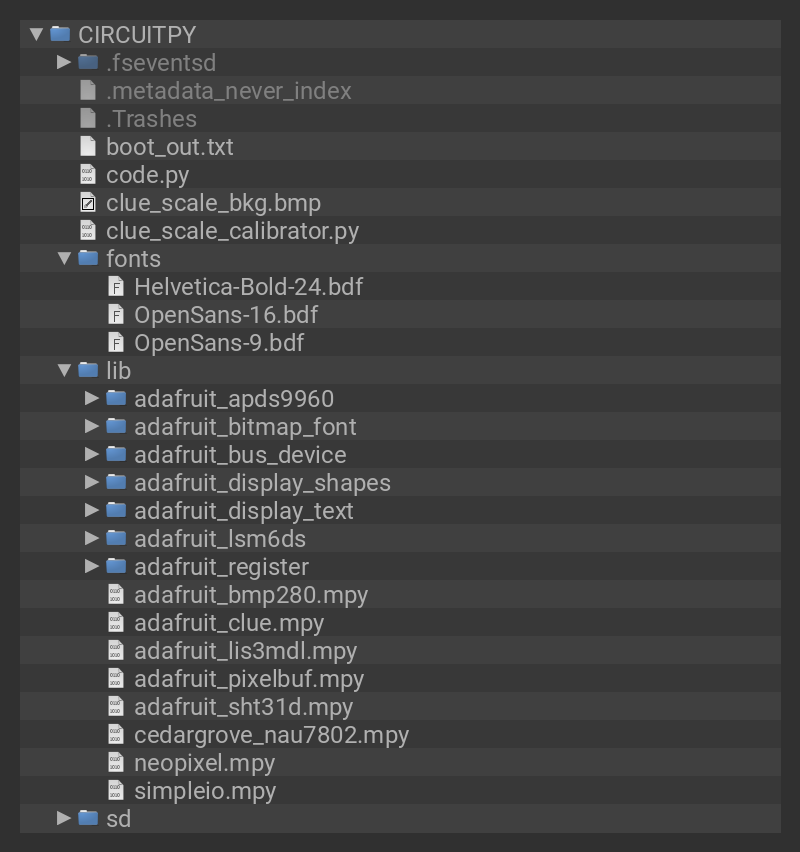 CIRCUITPY
.fseventsd
.metadata_never_index
.Trashes
boot_out.txt
code.py
clue_scale_bkg.bmp
clue_scale_calibrator.py
fonts
Helvetica-Bold-24.bdf
OpenSans-16.bdf
OpenSans-9.bdf
lib
adafruit_apds9960
adafruit_bitmap_font
adafruit_bus_device
adafruit_display_shapes
adafruit_display_text
adafruit_lsm6ds
adafruit_register
adafruit_bmp280.mpy
adafruit_clue.mpy
adafruit_lis3mdl.mpy
adafruit_pixelbuf.mpy
adafruit_sht31d.mpy
cedargrove_nau7802.mpy
neopixel.mpy
simpleio.mpy
sd